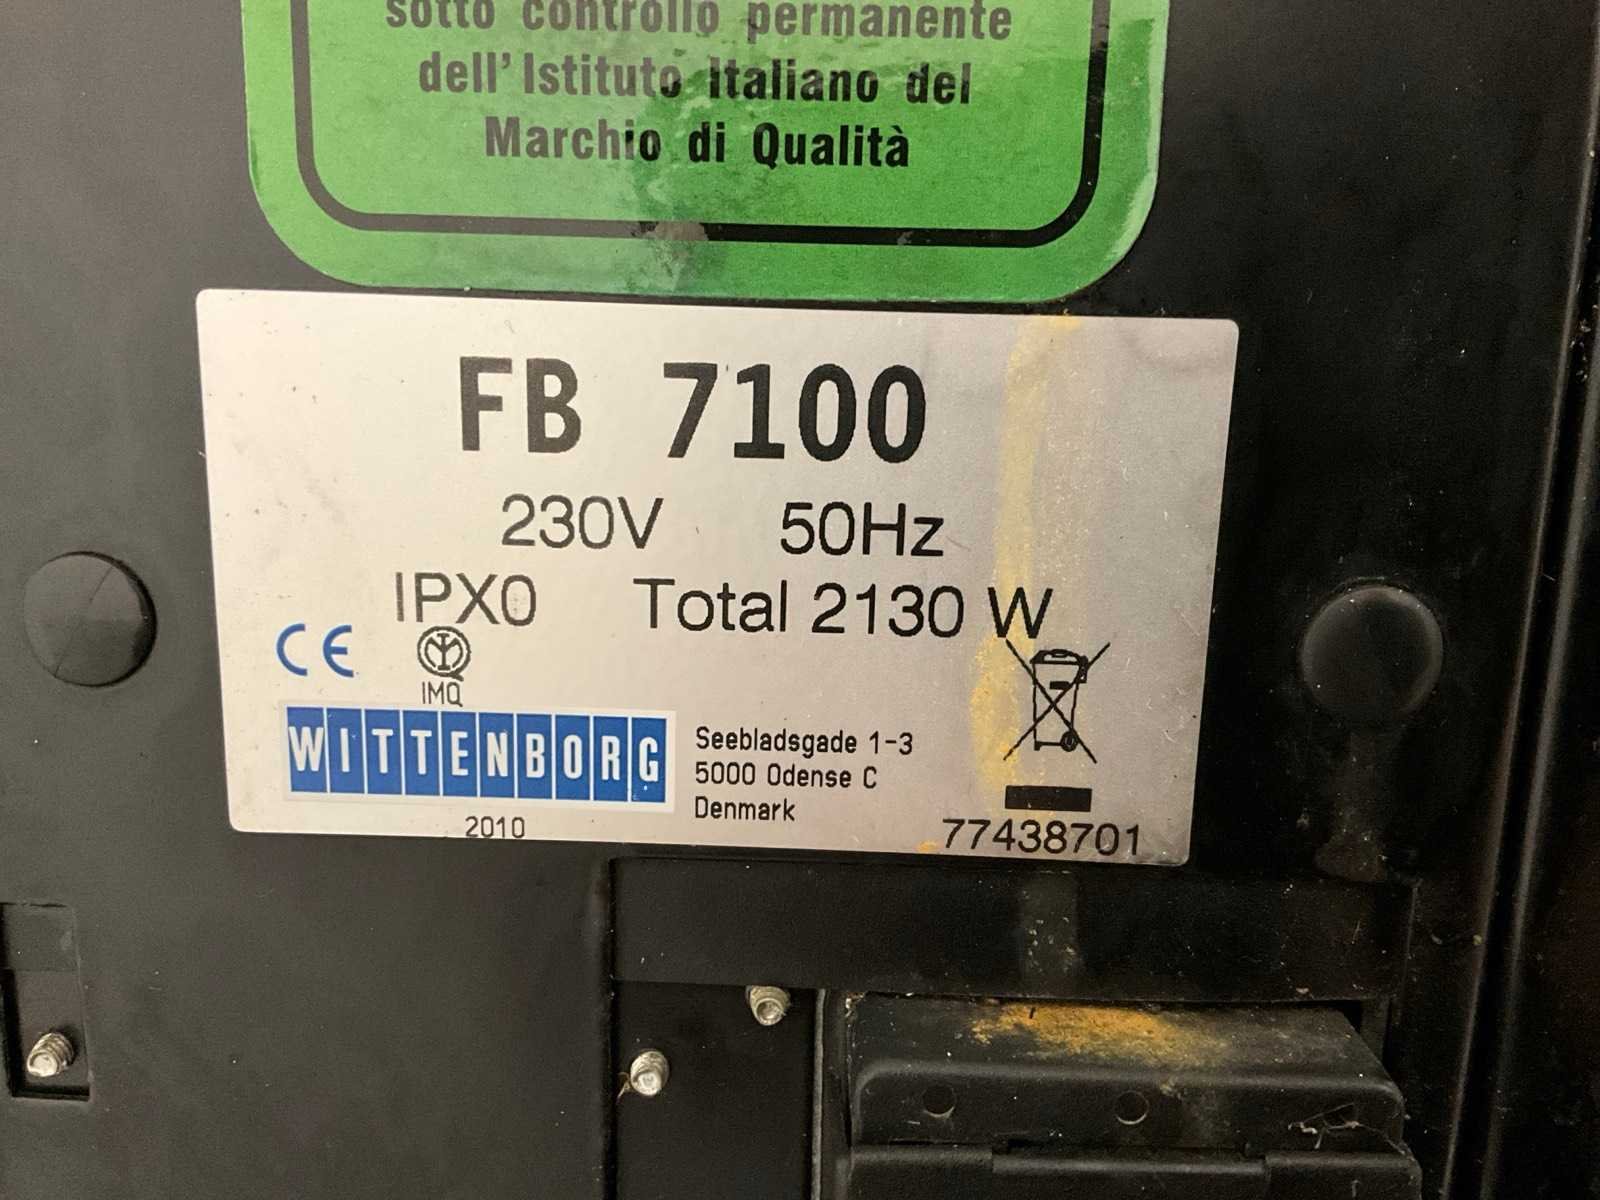 sotto controllo permanente
dell'Istituto Italiano del
Marchio di Qualità
FB 7100
230V 50Hz
IPX0 Total 2130 W
CE
IMQ
WITTENBORG
Seebladsgade 1-3
5000 Odense C
Denmark
2010
77438701